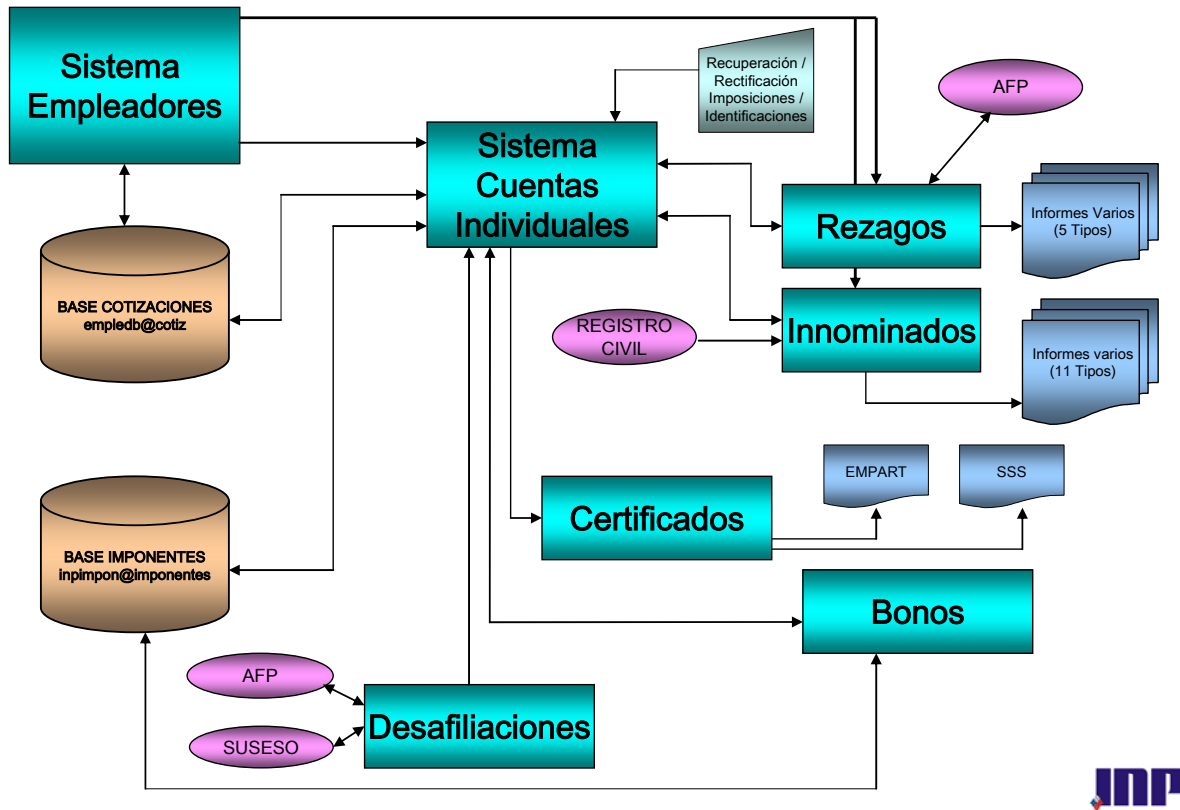 Sistema
Empleadores
Recuperación /
Rectificación
Imposiciones /
Identificaciones
AFP
Sistema
Cuentas
Individuales
Rezagos
Informes Varios
(5 Tipos)
BASE COTIZACIONES
empledb@cotiz
REGISTRO
CIVIL
Innominados
Informes varios
(11 Tipos)
EMPART
SSS
Certificados
BASE IMPONENTES
inpimpon@imponentes
Bonos
AFP
Desafiliaciones
SUSESO
INP